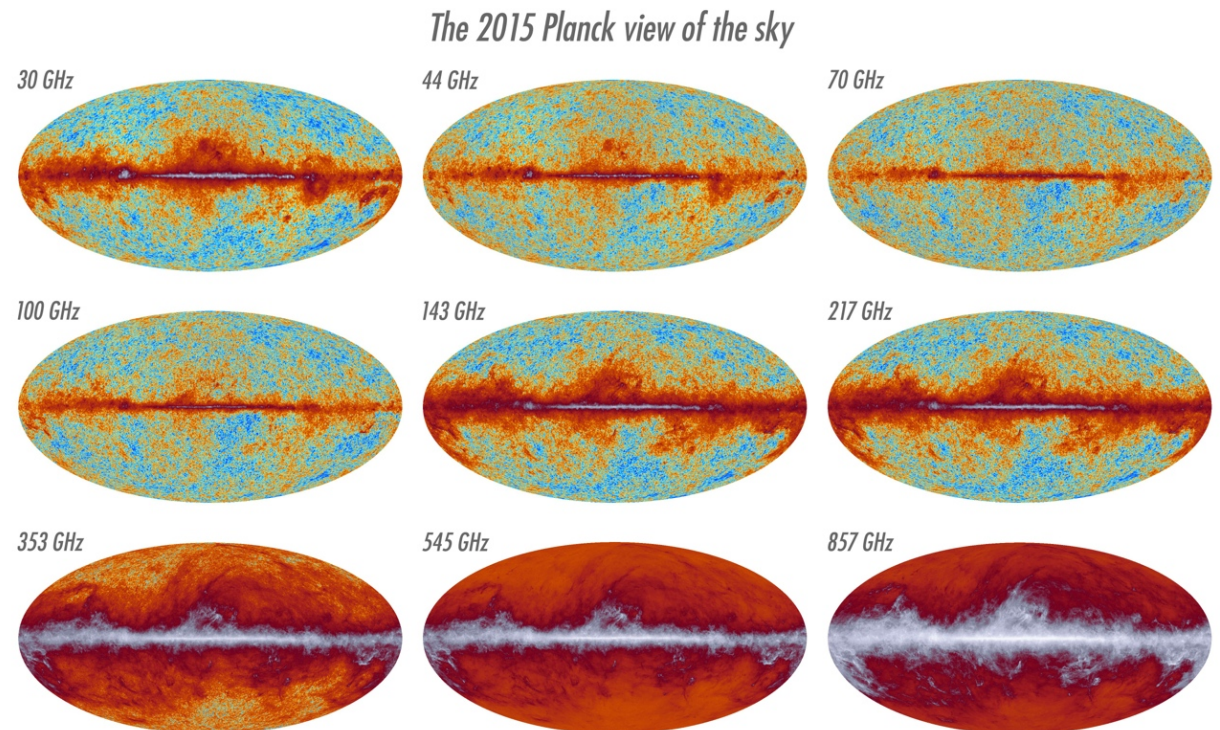 The 2015 Planck view of the sky
30 GHz
44 GHz
70 GHz
100 GHz
143 GHz
217 GHz
353 GHz
545 GHz
857 GHz